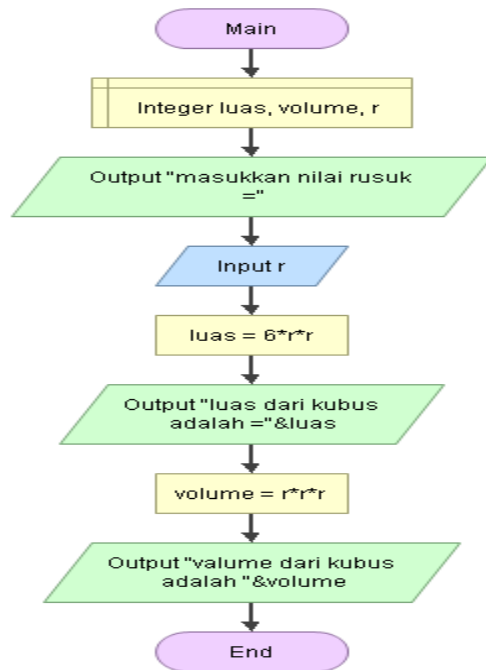 Main
Integer luas, volume, r
Output "masukkan nilai rusuk
="
Input r
luas = 6*r*r
Output "luas dari kubus
adalah ="&luas
volume = r*r*r
Output "valume dari kubus
adalah "&volume
End